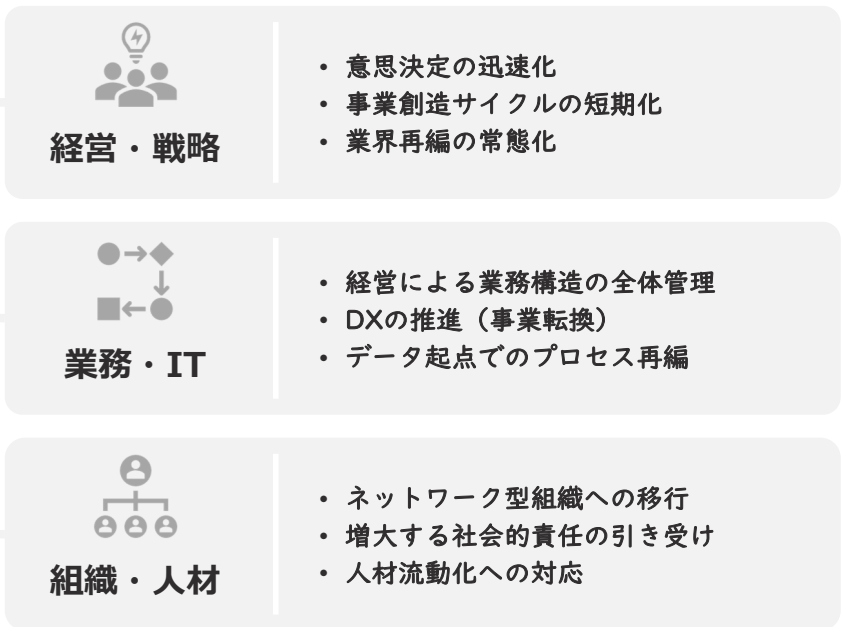 経営・戦略
• 意思決定の迅速化
• 事業創造サイクルの短期化
• 業界再編の常態化
業務・IT
• 経営による業務構造の全体管理
• DXの推進（事業転換）
• データ起点でのプロセス再編
組織・人材
• ネットワーク型組織への移行
• 増大する社会的責任の引き受け
• 人材流動化への対応